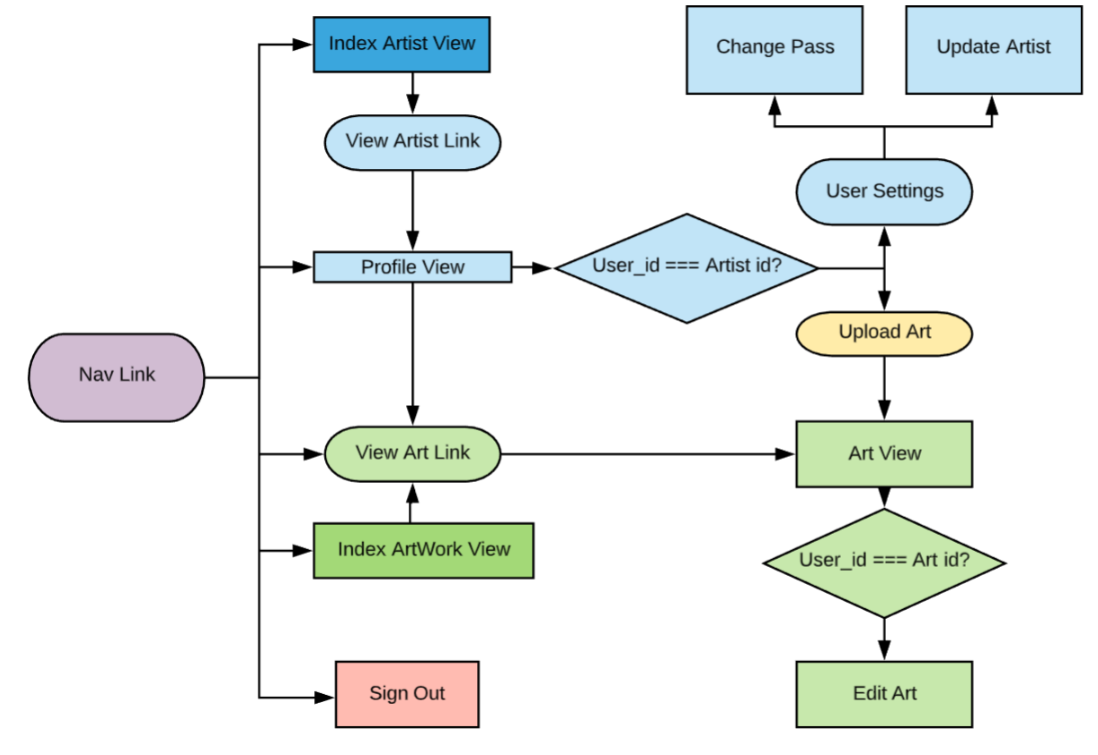 Index Artist View
Change Pass
Update Artist
View Artist Link
User Settings
Profile View
User_id === Artist id?
Upload Art
Nav Link
View Art Link
Art View
Index ArtWork View
User_id === Art id?
Sign Out
Edit Art